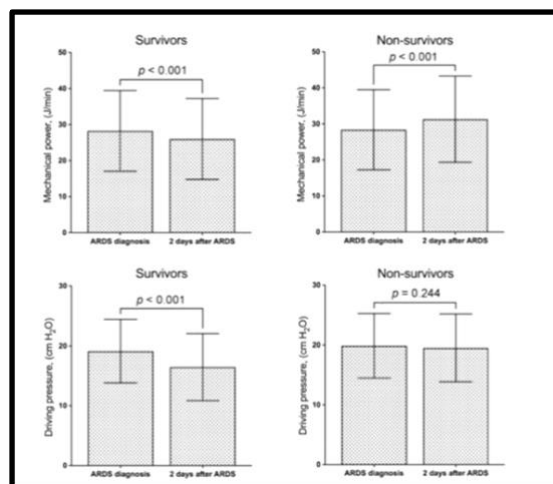 Survivors
Mechanical power, (J/min)
50
40
30
20
10
0
p < 0.001
ARDS diagnosis
2 days after ARDS
Non-survivors
Mechanical power, (J/min)
50
40
30
20
10
0
p < 0.001
ARDS diagnosis
2 days after ARDS
Survivors
Driving pressure, (cm H₂O)
30
20
10
0
p < 0.001
ARDS diagnosis
2 days after ARDS
Non-survivors
Driving pressure, (cm H₂O)
30
20
10
0
p = 0.244
ARDS diagnosis
2 days after ARDS